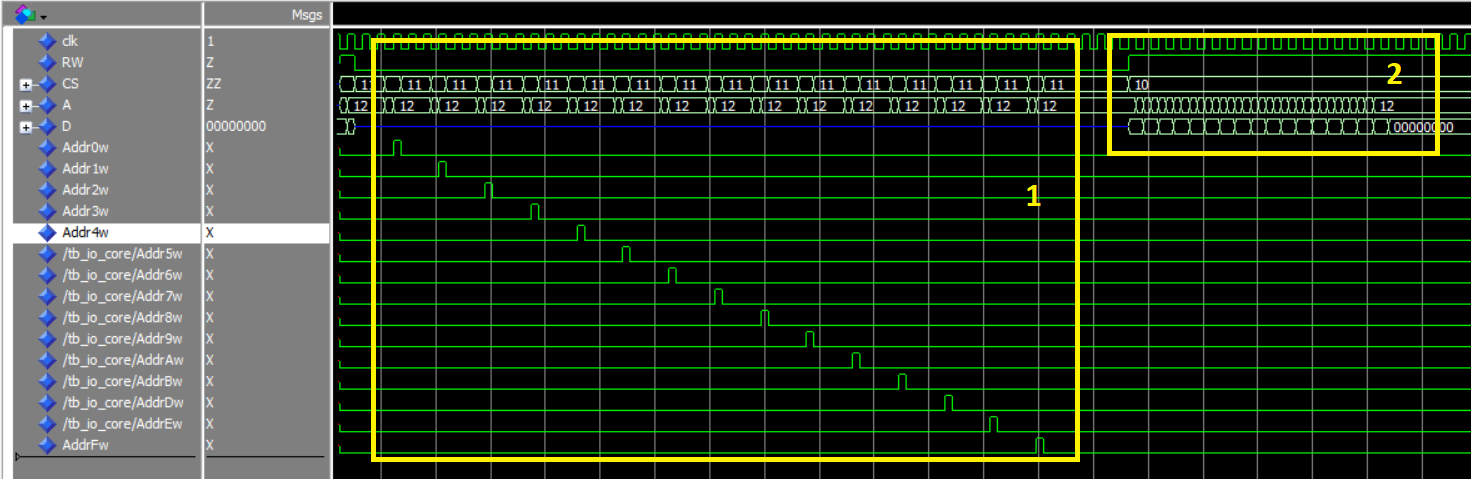 Msgs
clk 1
RW Z
CS ZZ 11 11 11 11 11 11 11 11 11 11 11 11 11 11 11 11 10
A Z 12 12 12 12 12 12 12 12 12 12 12 12 12 12 12 12 12
D 00000000 00000000
Addr0w X
Addr1w X
Addr2w X
Addr3w X
Addr4w X
/tb_io_core/Addr5w X
/tb_io_core/Addr6w X
/tb_io_core/Addr7w X
/tb_io_core/Addr8w X
/tb_io_core/Addr9w X
/tb_io_core/AddrAw X
/tb_io_core/AddrBw X
/tb_io_core/AddrDw X
/tb_io_core/AddrEw X
AddrFw X
1
2